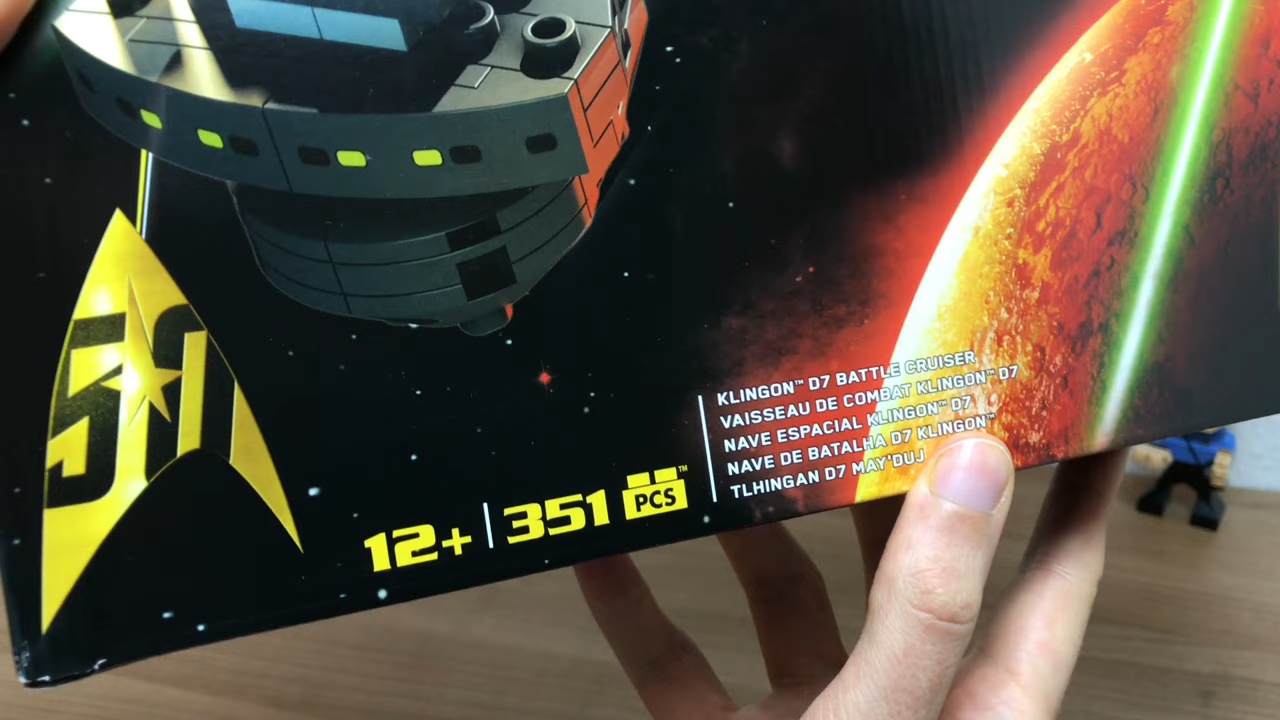 50
12+ | 351 PCS™
KLINGON™ D7 BATTLE CRUISER
VAISSEAU DE COMBAT KLINGON™ D7
NAVE ESPACIAL KLINGON™ D7
NAVE DE BATALHA D7 KLINGON™
TLHINGAN D7 MAY'DUJ